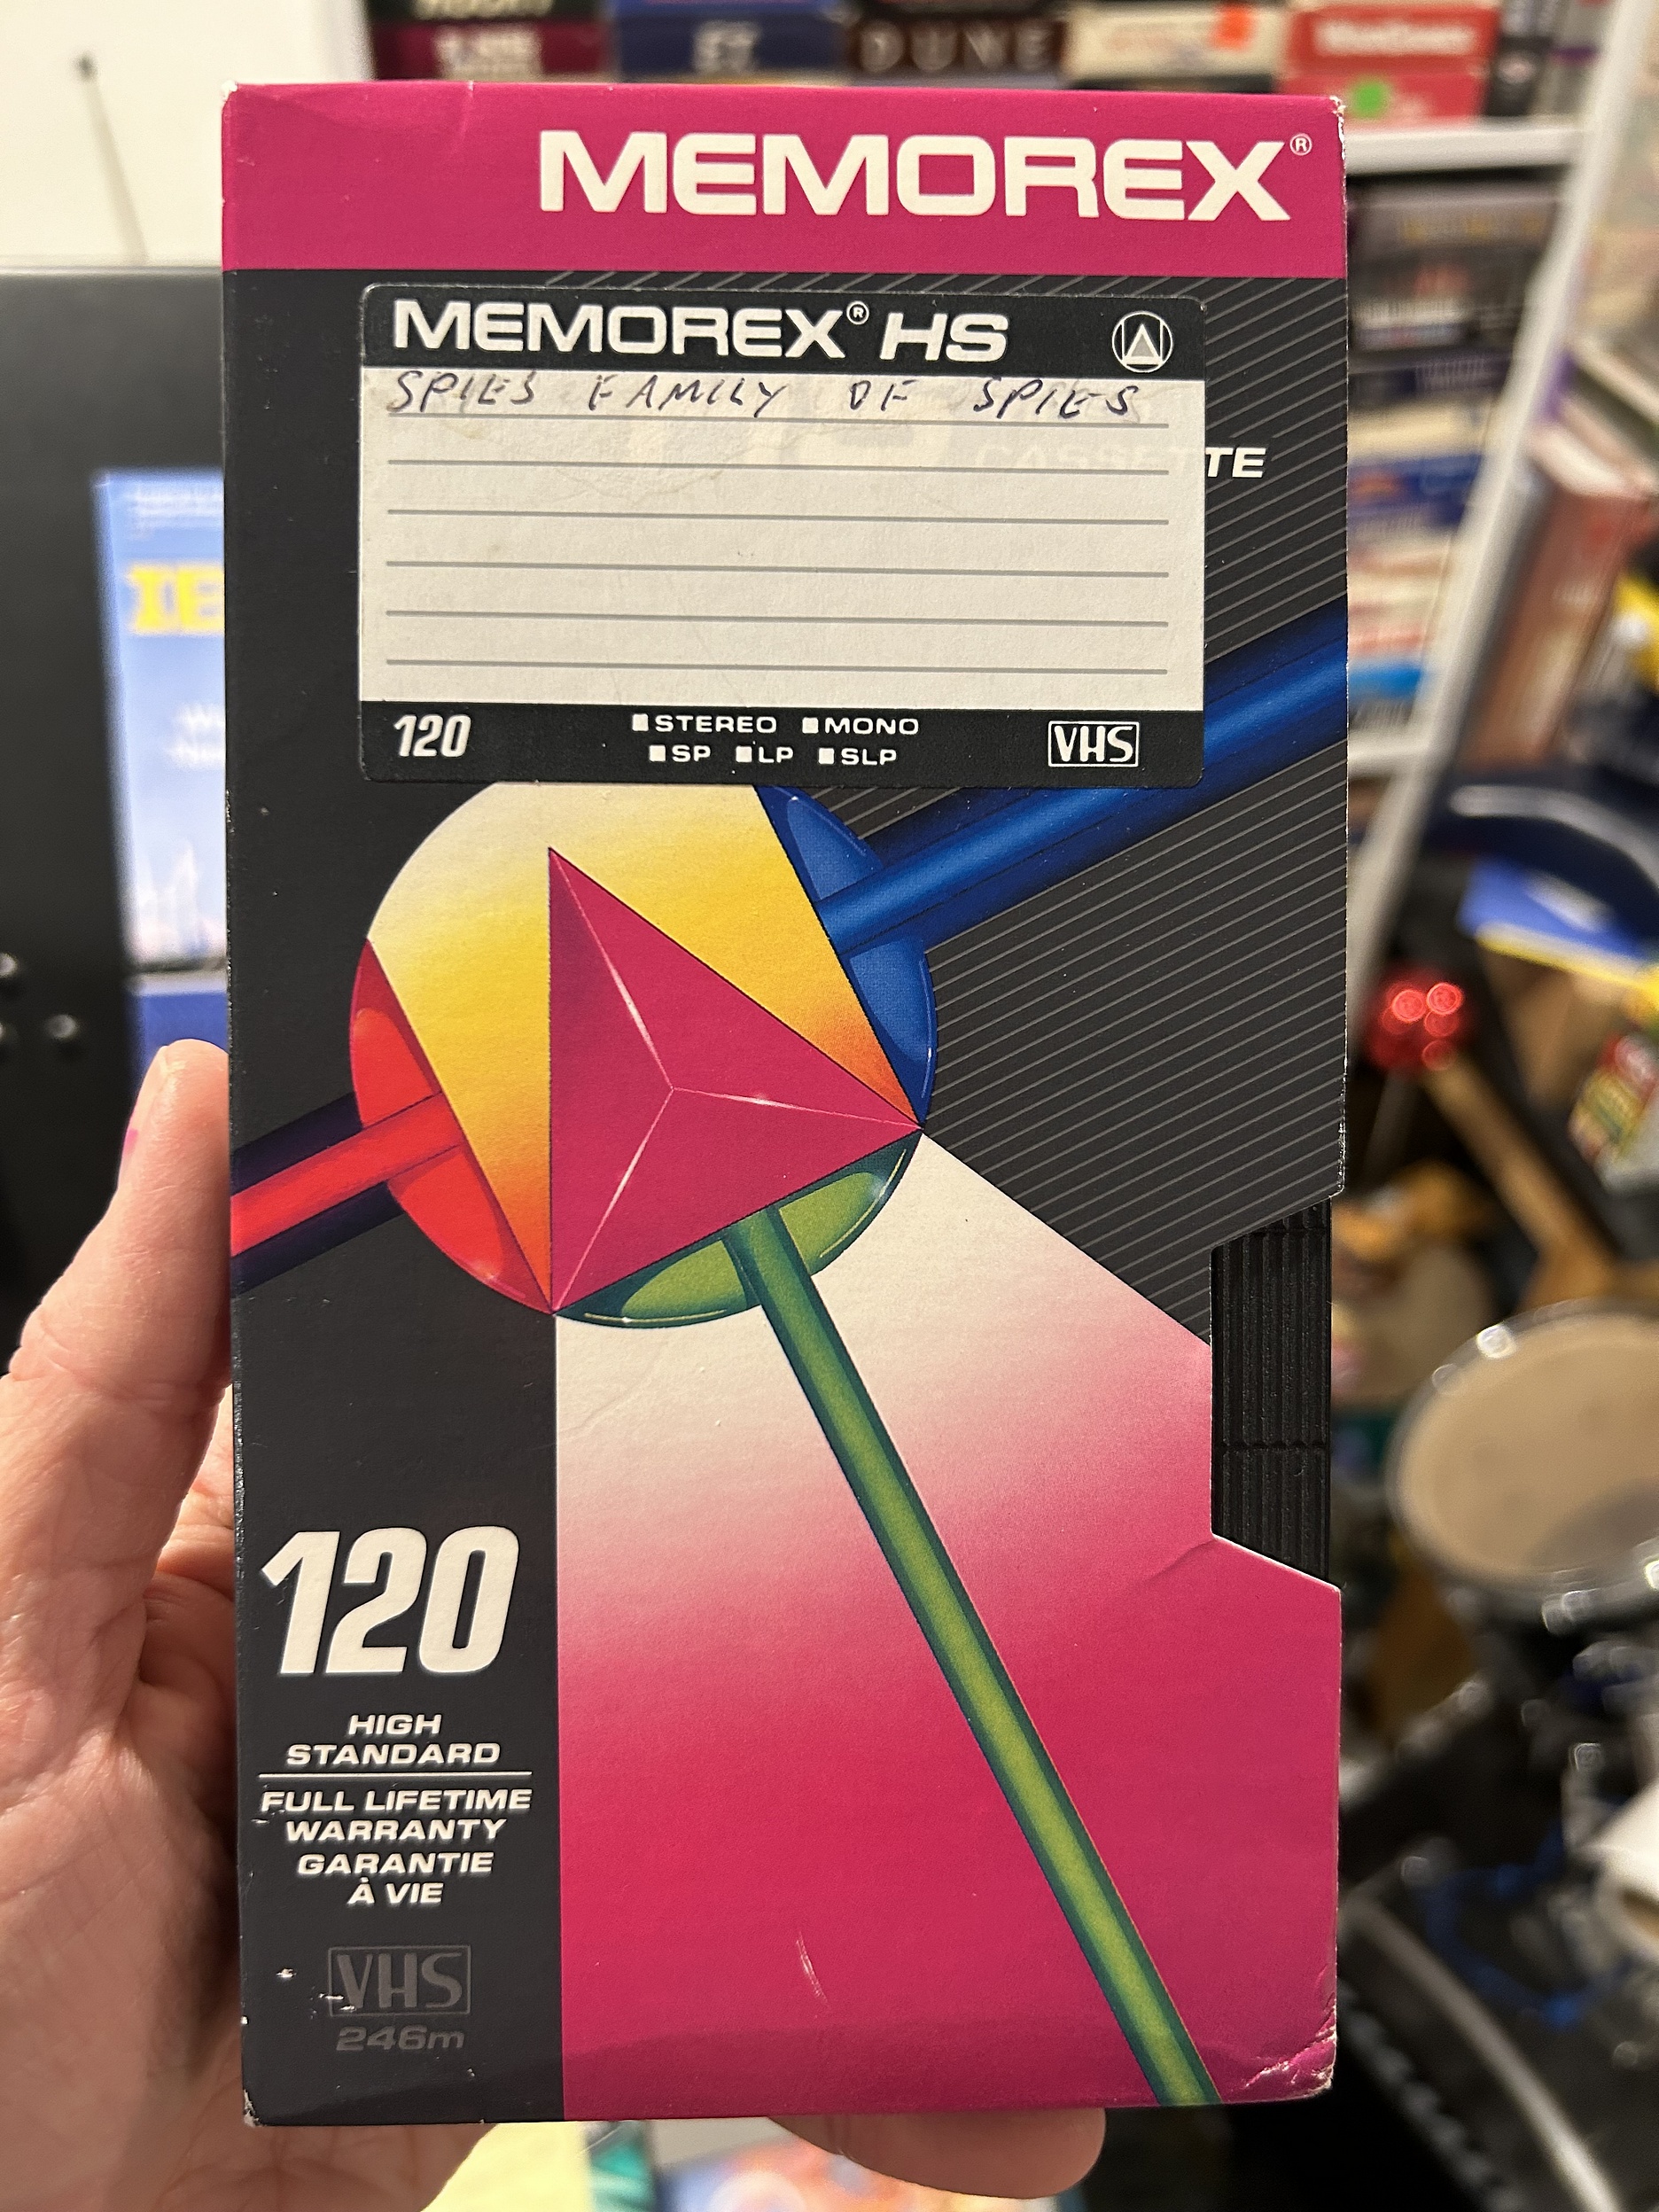 DUNE
MEMOREX®
MEMOREX® HS
SPIES FAMILY OF SPIES
CASSETTE
120
STEREO MONO
SP LP SLP
VHS
120
HIGH
STANDARD
FULL LIFETIME
WARRANTY
GARANTIE
À VIE
VHS
246m